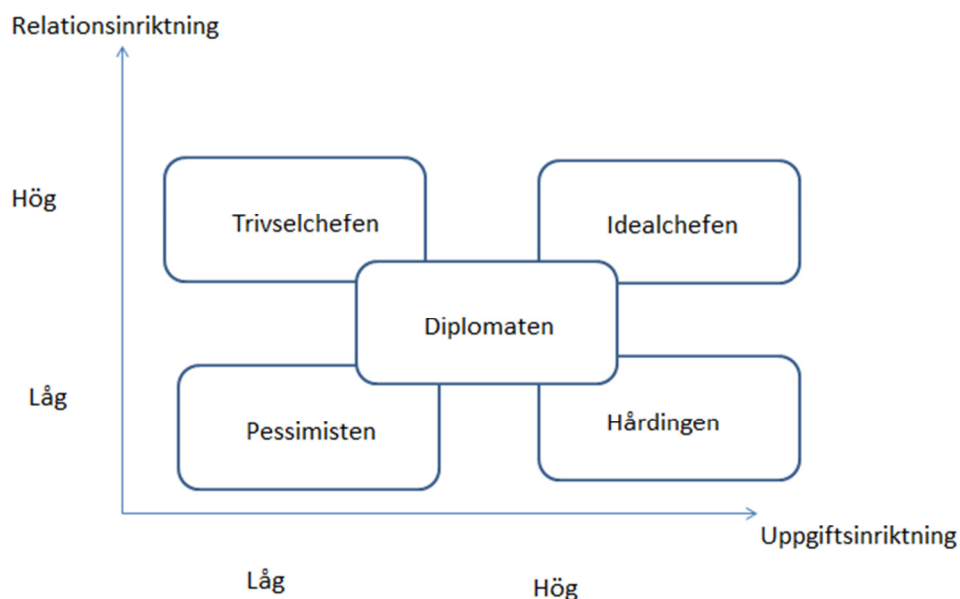 Relationsinriktning
Hög
Trivselchefen
Idealchefen
Diplomaten
Låg
Pessimisten
Hårdingen
Uppgiftsinriktning
Låg
Hög